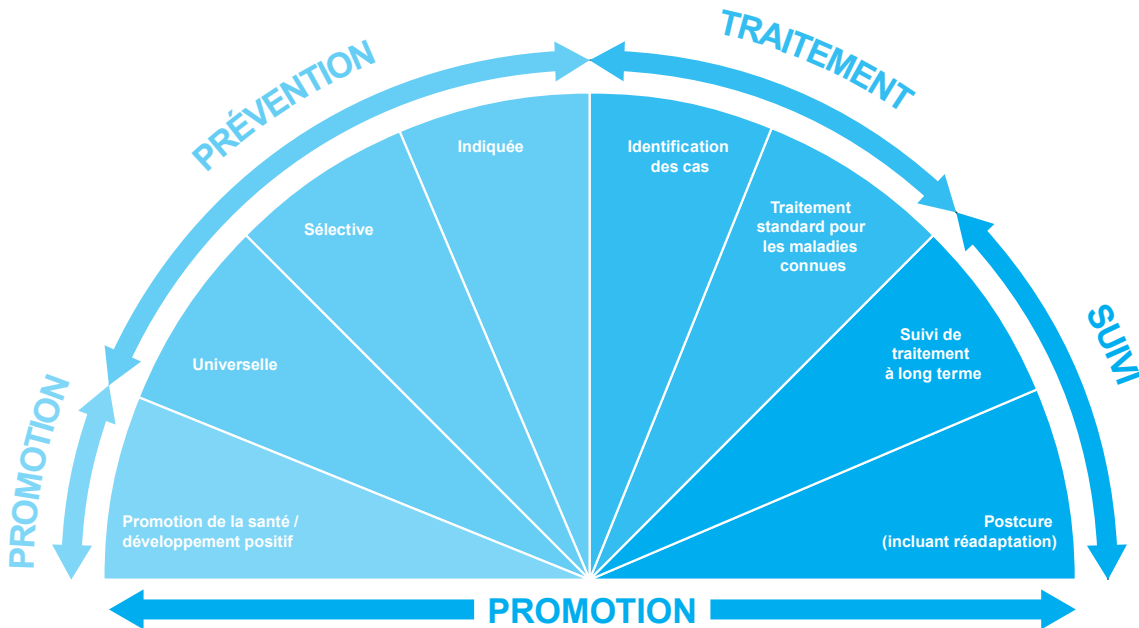 PROMOTION
PRÉVENTION
TRAITEMENT
SUIVI
Promotion de la santé /
développement positif
Universelle
Sélective
Indiquée
Identification
des cas
Traitement
standard pour
les maladies
connues
Suivi de
traitement
à long terme
Postcure
(incluant réadaptation)
PROMOTION